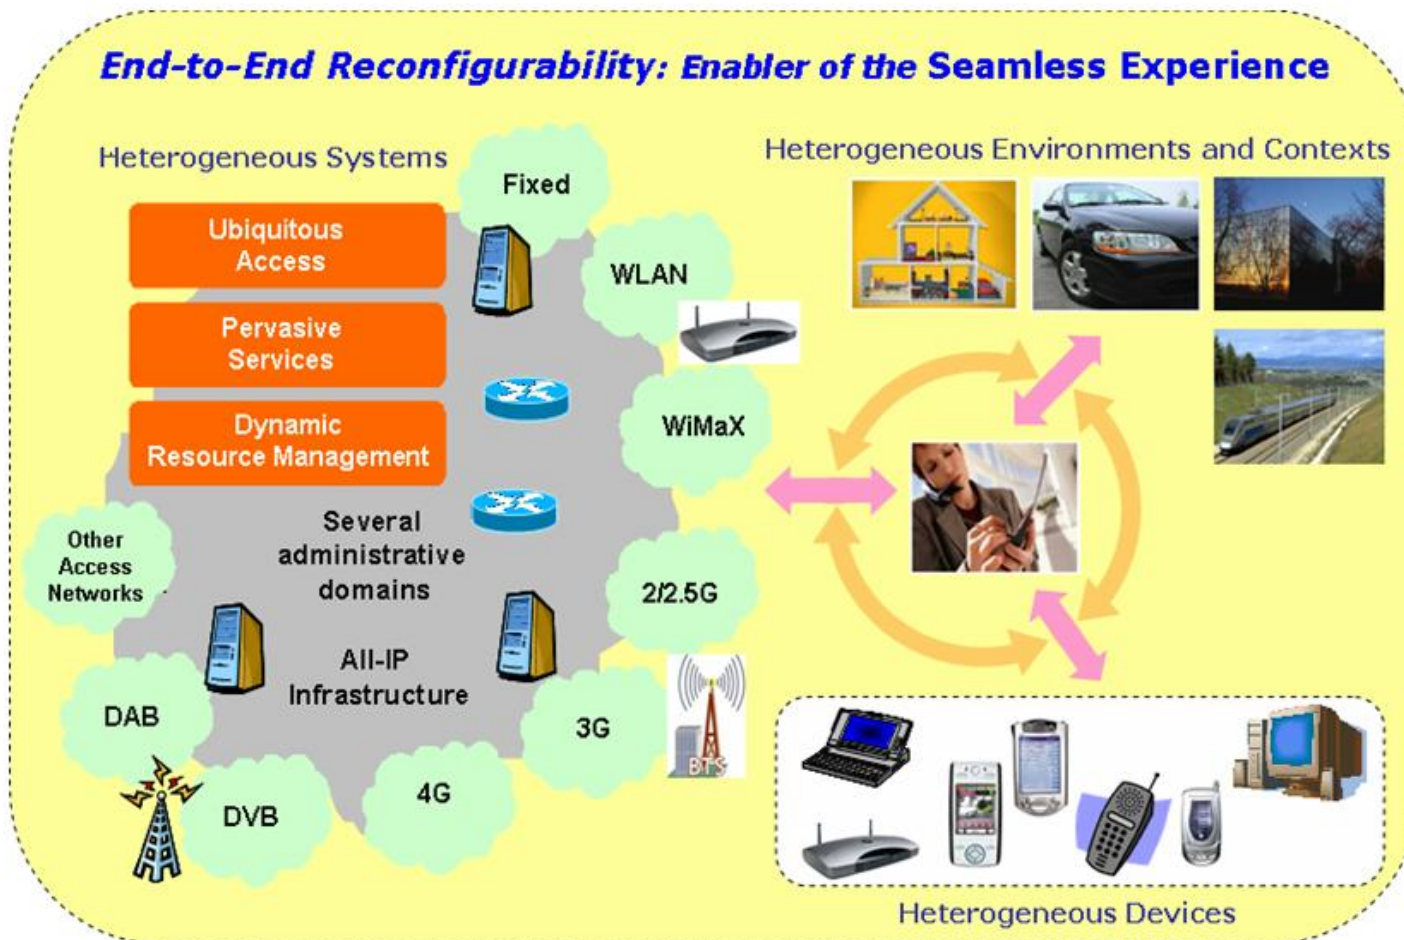 End-to-End Reconfigurability: Enabler of the Seamless Experience
Heterogeneous Systems
Heterogeneous Environments and Contexts
Fixed
Ubiquitous
Access
WLAN
Pervasive
Services
WiMaX
Dynamic
Resource Management
Several
administrative
domains
Other
Access
Networks
2/2.5G
All-IP
Infrastructure
DAB
3G
BTS
4G
DVB
Heterogeneous Devices